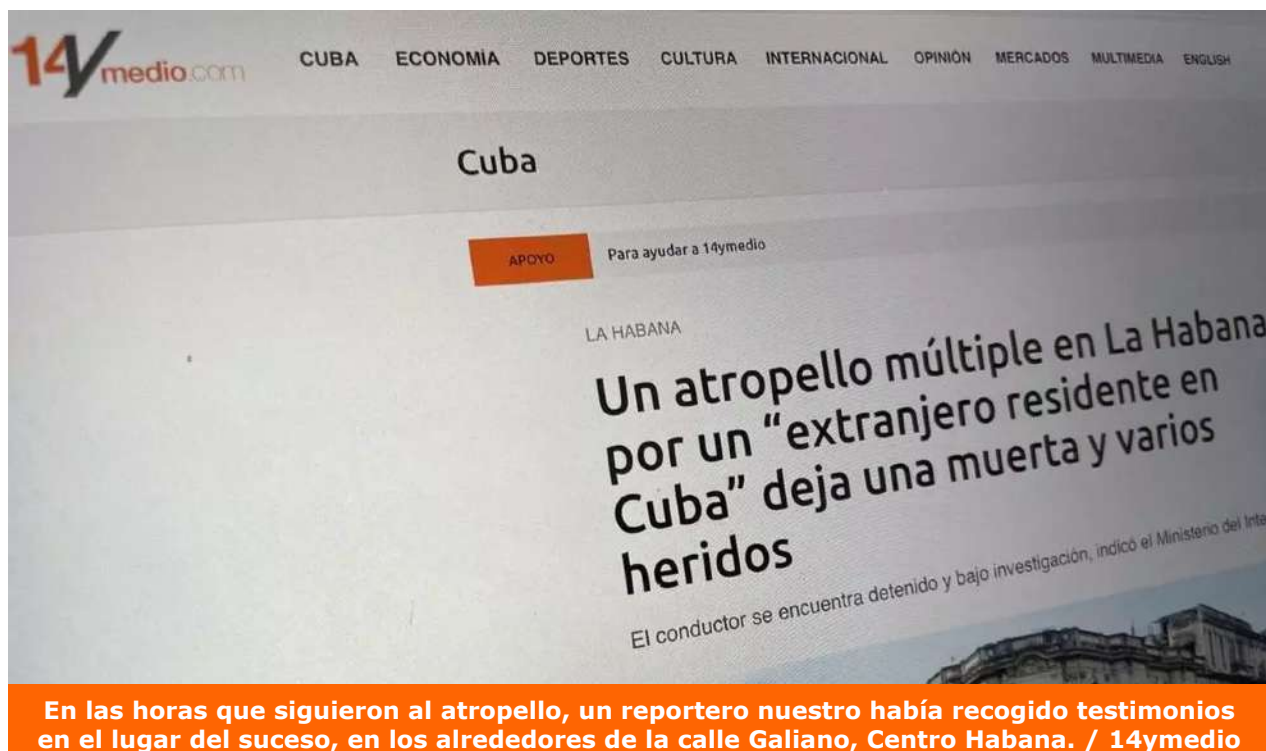 14ymedio.com
CUBA ECONOMÍA DEPORTES CULTURA INTERNACIONAL OPINIÓN MERCADOS MULTIMEDIA ENGLISH
Cuba
APOYO Para ayudar a 14ymedio
LA HABANA
Un atropello múltiple en La Habana
por un “extranjero residente en
Cuba” deja una muerta y varios
heridos
El conductor se encuentra detenido y bajo investigación, indicó el Ministerio del Inte
En las horas que siguieron al atropello, un reportero nuestro había recogido testimonios
en el lugar del suceso, en los alrededores de la calle Galiano, Centro Habana. / 14ymedio